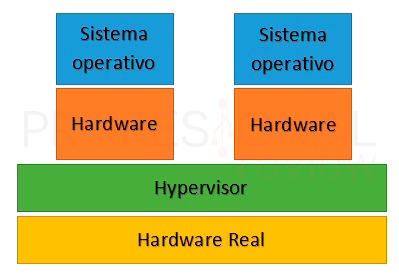 Sistema
operativo
Sistema
operativo
Hardware
Hardware
Hypervisor
Hardware Real